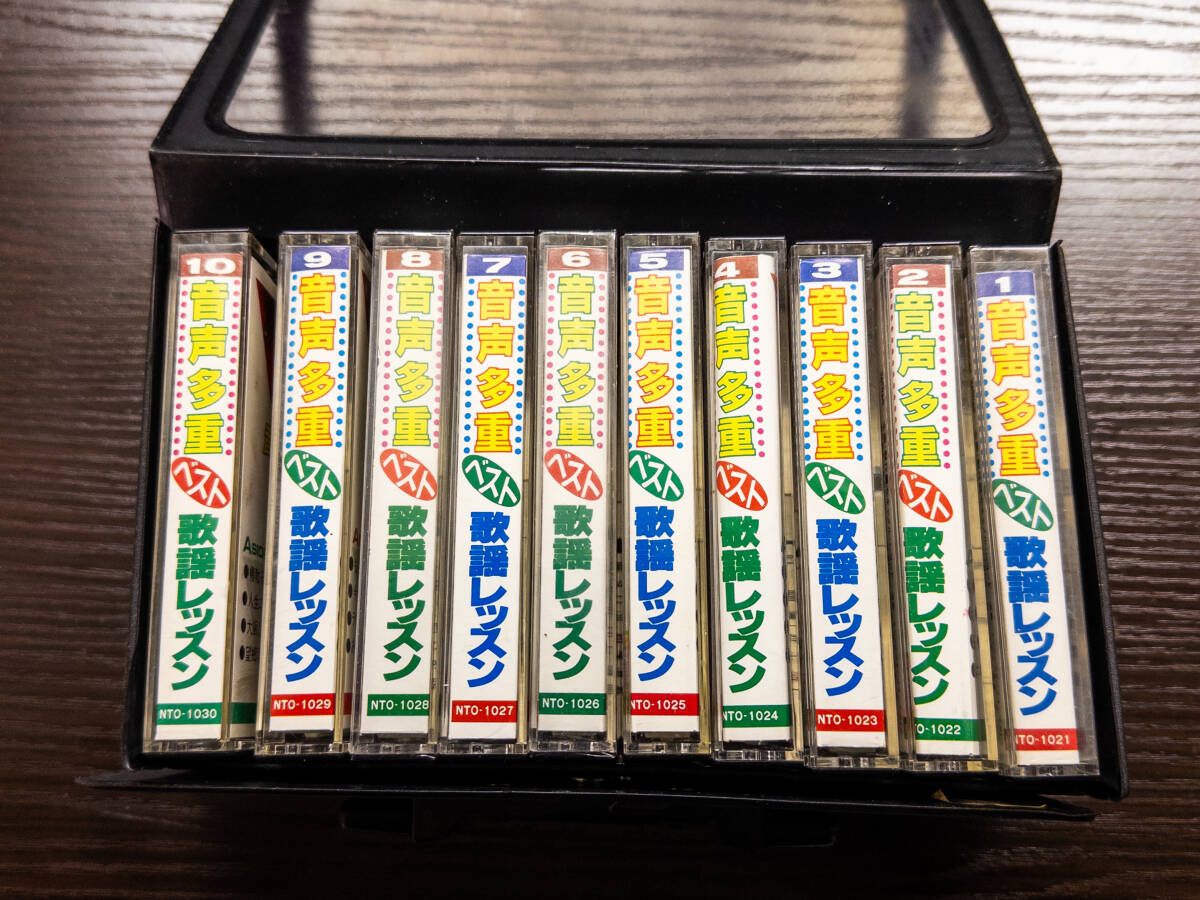 10
音声多重
ベスト
歌謡レッスン
NTO-1030
9
音声多重
ベスト
歌謡レッスン
NTO-1029
8
音声多重
ベスト
歌謡レッスン
NTO-1028
7
音声多重
ベスト
歌謡レッスン
NTO-1027
6
音声多重
ベスト
歌謡レッスン
NTO-1026
5
音声多重
ベスト
歌謡レッスン
NTO-1025
4
音声多重
ベスト
歌謡レッスン
NTO-1024
3
音声多重
ベスト
歌謡レッスン
NTO-1023
2
音声多重
ベスト
歌謡レッスン
O-1022
1
音声多重
ベスト
歌謡レッスン
NTO-1021